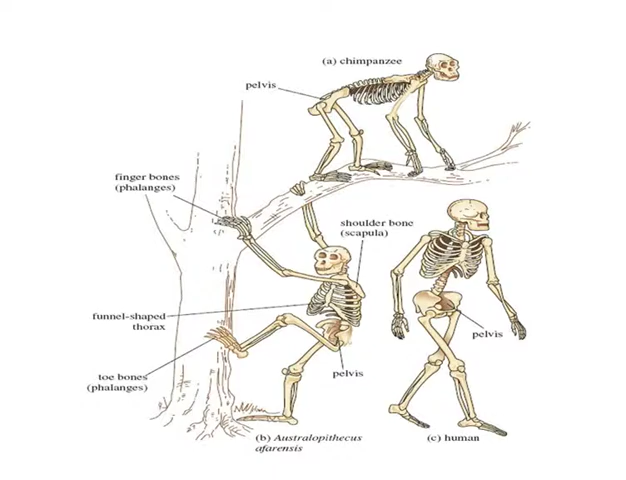 (a) chimpanzee
pelvis
finger bones
(phalanges)
shoulder bone
(scapula)
funnel-shaped
thorax
pelvis
toe bones
(phalanges)
pelvis
(b) Australopithecus
afarensis
(c) human